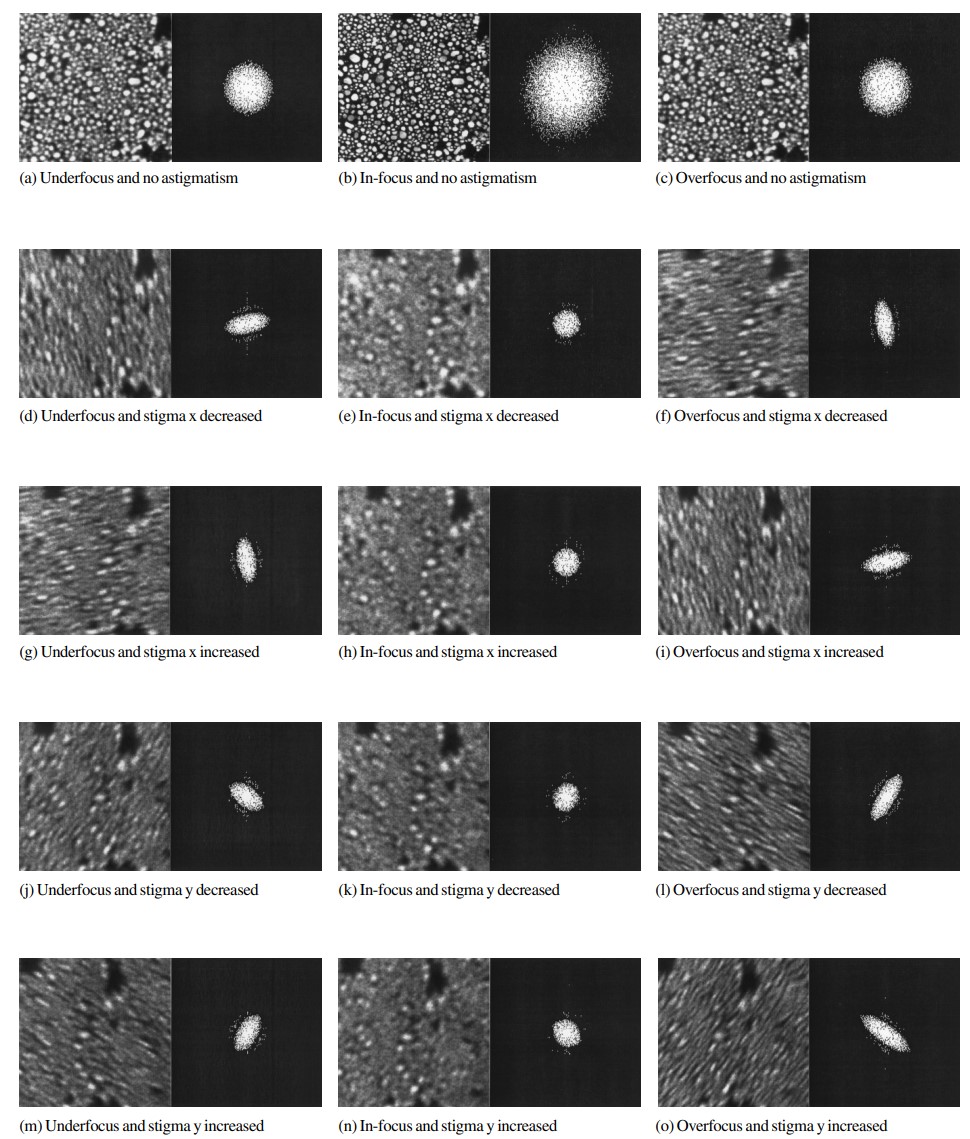 (a) Underfocus and no astigmatism
(b) In-focus and no astigmatism
(c) Overfocus and no astigmatism
(d) Underfocus and stigma x decreased
(e) In-focus and stigma x decreased
(f) Overfocus and stigma x decreased
(g) Underfocus and stigma x increased
(h) In-focus and stigma x increased
(i) Overfocus and stigma x increased
(j) Underfocus and stigma y decreased
(k) In-focus and stigma y decreased
(l) Overfocus and stigma y decreased
(m) Underfocus and stigma y increased
(n) In-focus and stigma y increased
(o) Overfocus and stigma y increased